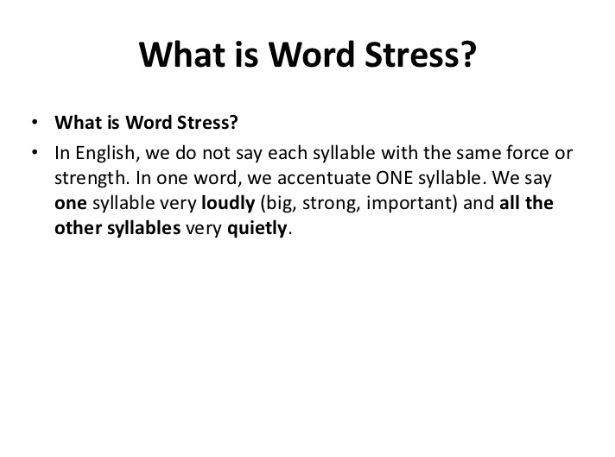 What is Word Stress?
• What is Word Stress?
• In English, we do not say each syllable with the same force or
strength. In one word, we accentuate ONE syllable. We say
one syllable very loudly (big, strong, important) and all the
other syllables very quietly.